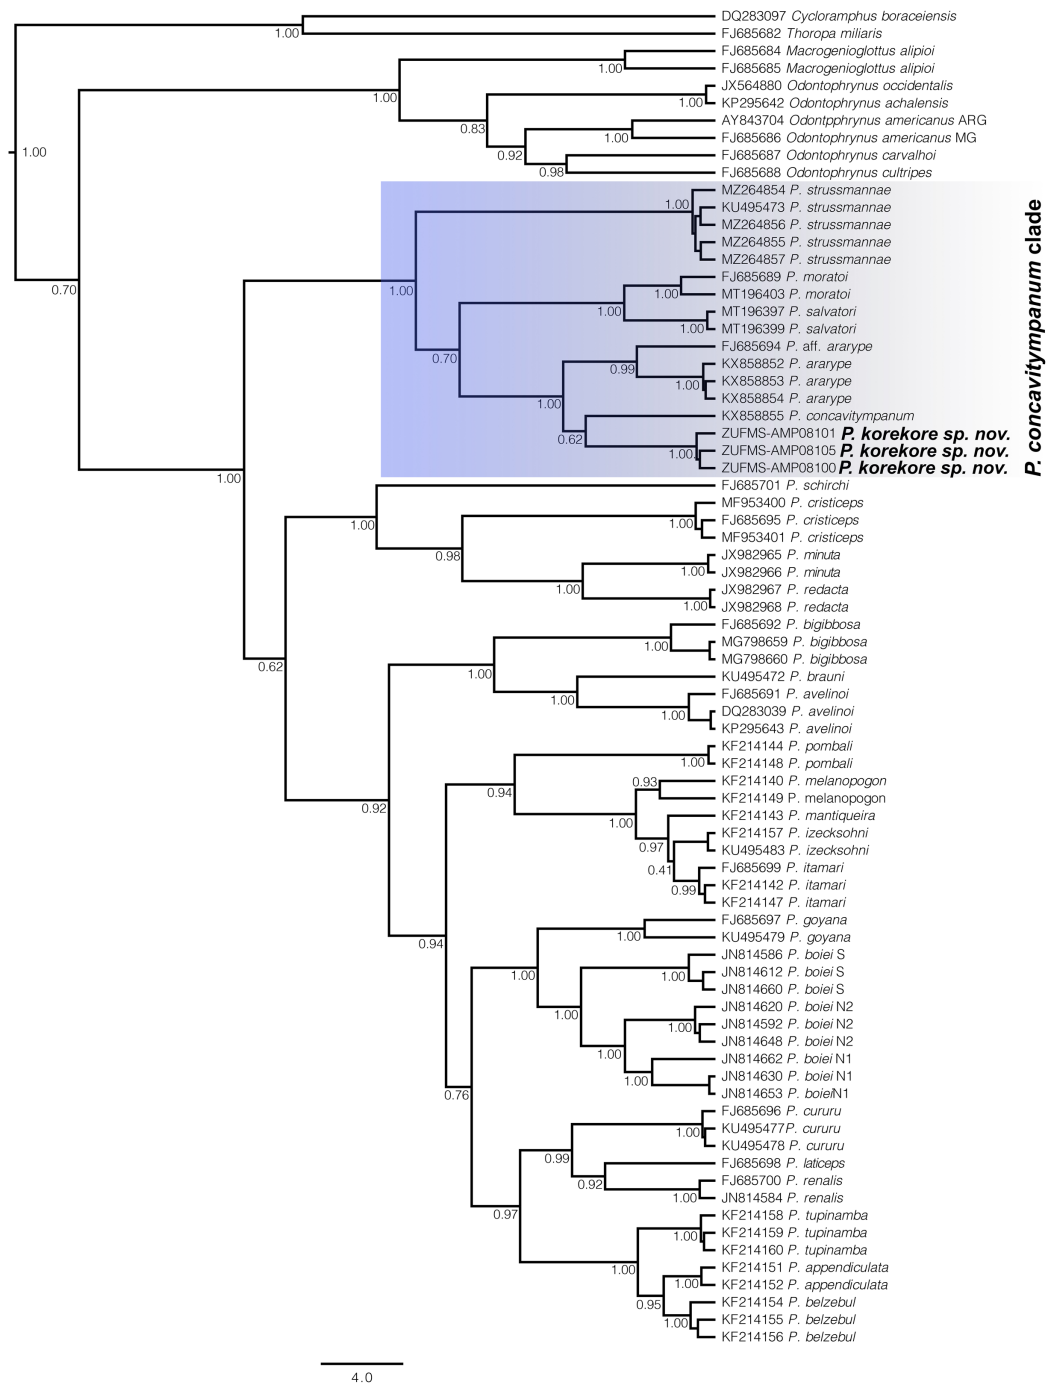 DQ283097 Cycloramphus boraceiensis
1.00
FJ685682 Thoropa miliaris
FJ685684 Macrogenioglottus alipioi
1.00
FJ685685 Macrogenioglottus alipioi
JX564880 Odontophrynus occidentalis
1.00
1.00
KP295642 Odontophrynus achalensis
AY843704 Odontpphrynus americanus ARG
0.83
1.00
FJ685686 Odontophrynus americanus MG
1.00
0.92
FJ685687 Odontophrynus carvalhoi
0.98
FJ685688 Odontophrynus cultripes
MZ264854 P. strussmannae
1.00
KU495473 P. strussmannae
MZ264856 P. strussmannae
MZ264855 P. strussmannae
MZ264857 P. strussmannae
FJ685689 P. moratoi
0.70
1.00
1.00
MT196403 P. moratoi
MT196397 P. salvatori
1.00
1.00
MT196399 P. salvatori
FJ685694 P. aff. ararype
0.70
KX858852 P. ararype
0.99
KX858853 P. ararype
1.00
KX858854 P. ararype
1.00
KX858855 P. concavitympanum
ZUFMS-AMP08101 P. korekore sp. nov.
0.62
ZUFMS-AMP08105 P. korekore sp. nov.
1.00
ZUFMS-AMP08100 P. korekore sp. nov.
P. concavitympanum clade
1.00
FJ685701 P. schirchi
MF953400 P. cristiceps
1.00
1.00
FJ685695 P. cristiceps
MF953401 P. cristiceps
0.98
JX982965 P. minuta
1.00
JX982966 P. minuta
1.00
JX982967 P. redacta
1.00
JX982968 P. redacta
FJ685692 P. bigibbosa
MG798659 P. bigibbosa
1.00
MG798660 P. bigibbosa
0.62
1.00
KU495472 P. brauni
FJ685691 P. avelinoi
1.00
DQ283039 P. avelinoi
1.00
KP295643 P. avelinoi
KF214144 P. pombali
1.00
KF214148 P. pombali
0.93
KF214140 P. melanopogon
0.94
KF214149 P. melanopogon
0.92
KF214143 P. mantiqueira
1.00
KF214157 P. izecksohni
0.97
KU495483 P. izecksohni
FJ685699 P. itamari
0.41
KF214142 P. itamari
0.99
KF214147 P. itamari
FJ685697 P. goyana
1.00
KU495479 P. goyana
0.94
JN814586 P. boiei S
1.00
1.00
JN814612 P. boiei S
JN814660 P. boiei S
JN814620 P. boiei N2
1.00
1.00
JN814592 P. boiei N2
JN814648 P. boiei N2
1.00
JN814662 P. boiei N1
1.00
JN814630 P. boiei N1
0.76
JN814653 P. boieiN1
FJ685696 P. cururu
1.00
KU495477P. cururu
KU495478 P. cururu
0.99
FJ685698 P. laticeps
0.92
FJ685700 P. renalis
1.00
JN814584 P. renalis
0.97
KF214158 P. tupinamba
1.00
KF214159 P. tupinamba
KF214160 P. tupinamba
1.00
KF214151 P. appendiculata
1.00
KF214152 P. appendiculata
0.95
KF214154 P. belzebul
1.00
KF214155 P. belzebul
KF214156 P. belzebul
4.0